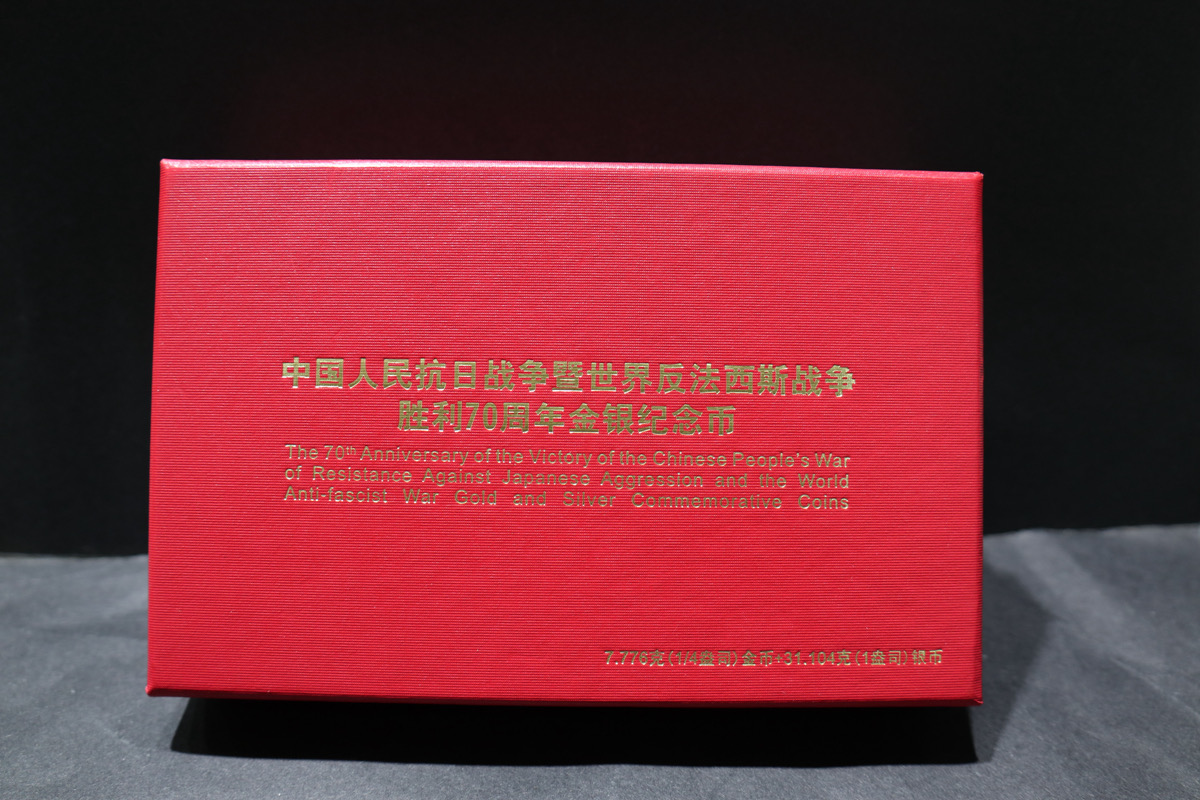 中国人民抗日战争暨世界反法西斯战争
胜利70周年金银纪念币
The 70th Anniversary of the Victory of the Chinese People's War
of Resistance Against Japanese Aggression and the World
Anti-fascist War Gold and Silver Commemorative Coins
7.776克(1/4盎司)金币+31.104克(1盎司)银币